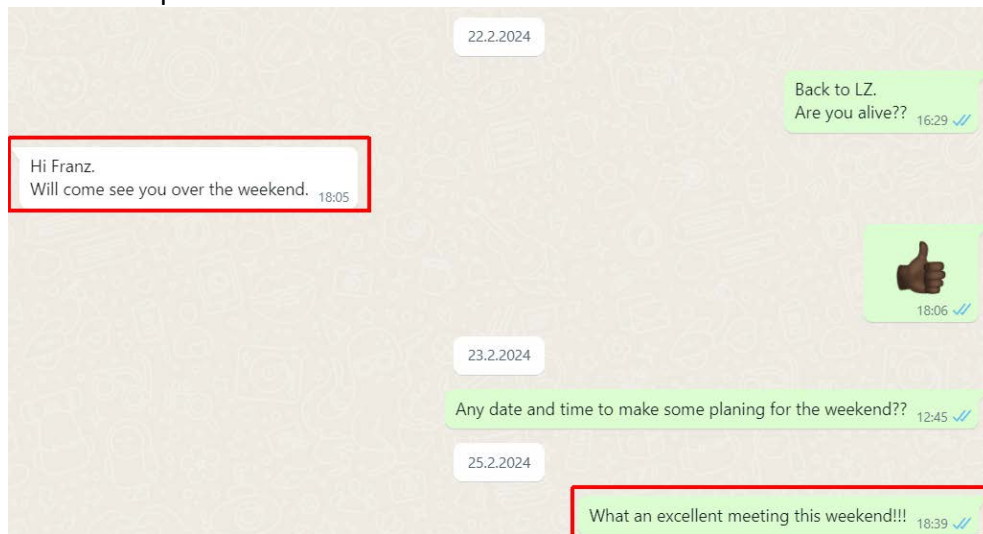 22.2.2024
Back to LZ.
Are you alive?? 16:29
Hi Franz.
Will come see you over the weekend. 18:05
18:06
23.2.2024
Any date and time to make some planing for the weekend?? 12:45
25.2.2024
What an excellent meeting this weekend!!! 18:39